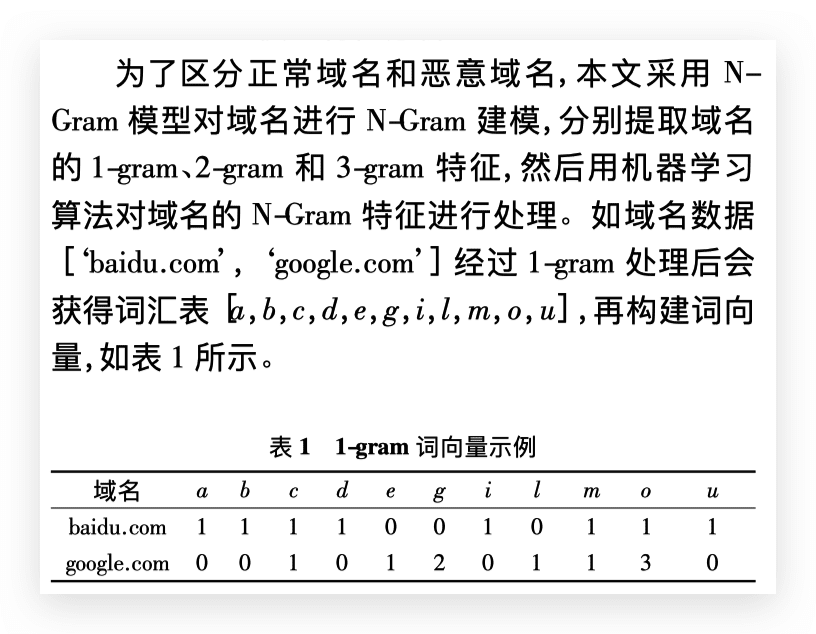 为了区分正常域名和恶意域名,本文采用 N-
Gram 模型对域名进行 N-Gram 建模,分别提取域名
的 1-gram、2-gram 和 3-gram 特征,然后用机器学习
算法对域名的 N-Gram 特征进行处理。如域名数据
[‘baidu.com’, ‘google.com’]经过 1-gram 处理后会
获得词汇表 [a,b,c,d,e,g,i,l,m,o,u],再构建词向
量,如表 1 所示。
表 1 1-gram 词向量示例
域名 a b c d e g i l m o u
baidu.com 1 1 1 1 0 0 1 0 1 1 1
google.com 0 0 1 0 1 2 0 1 1 3 0